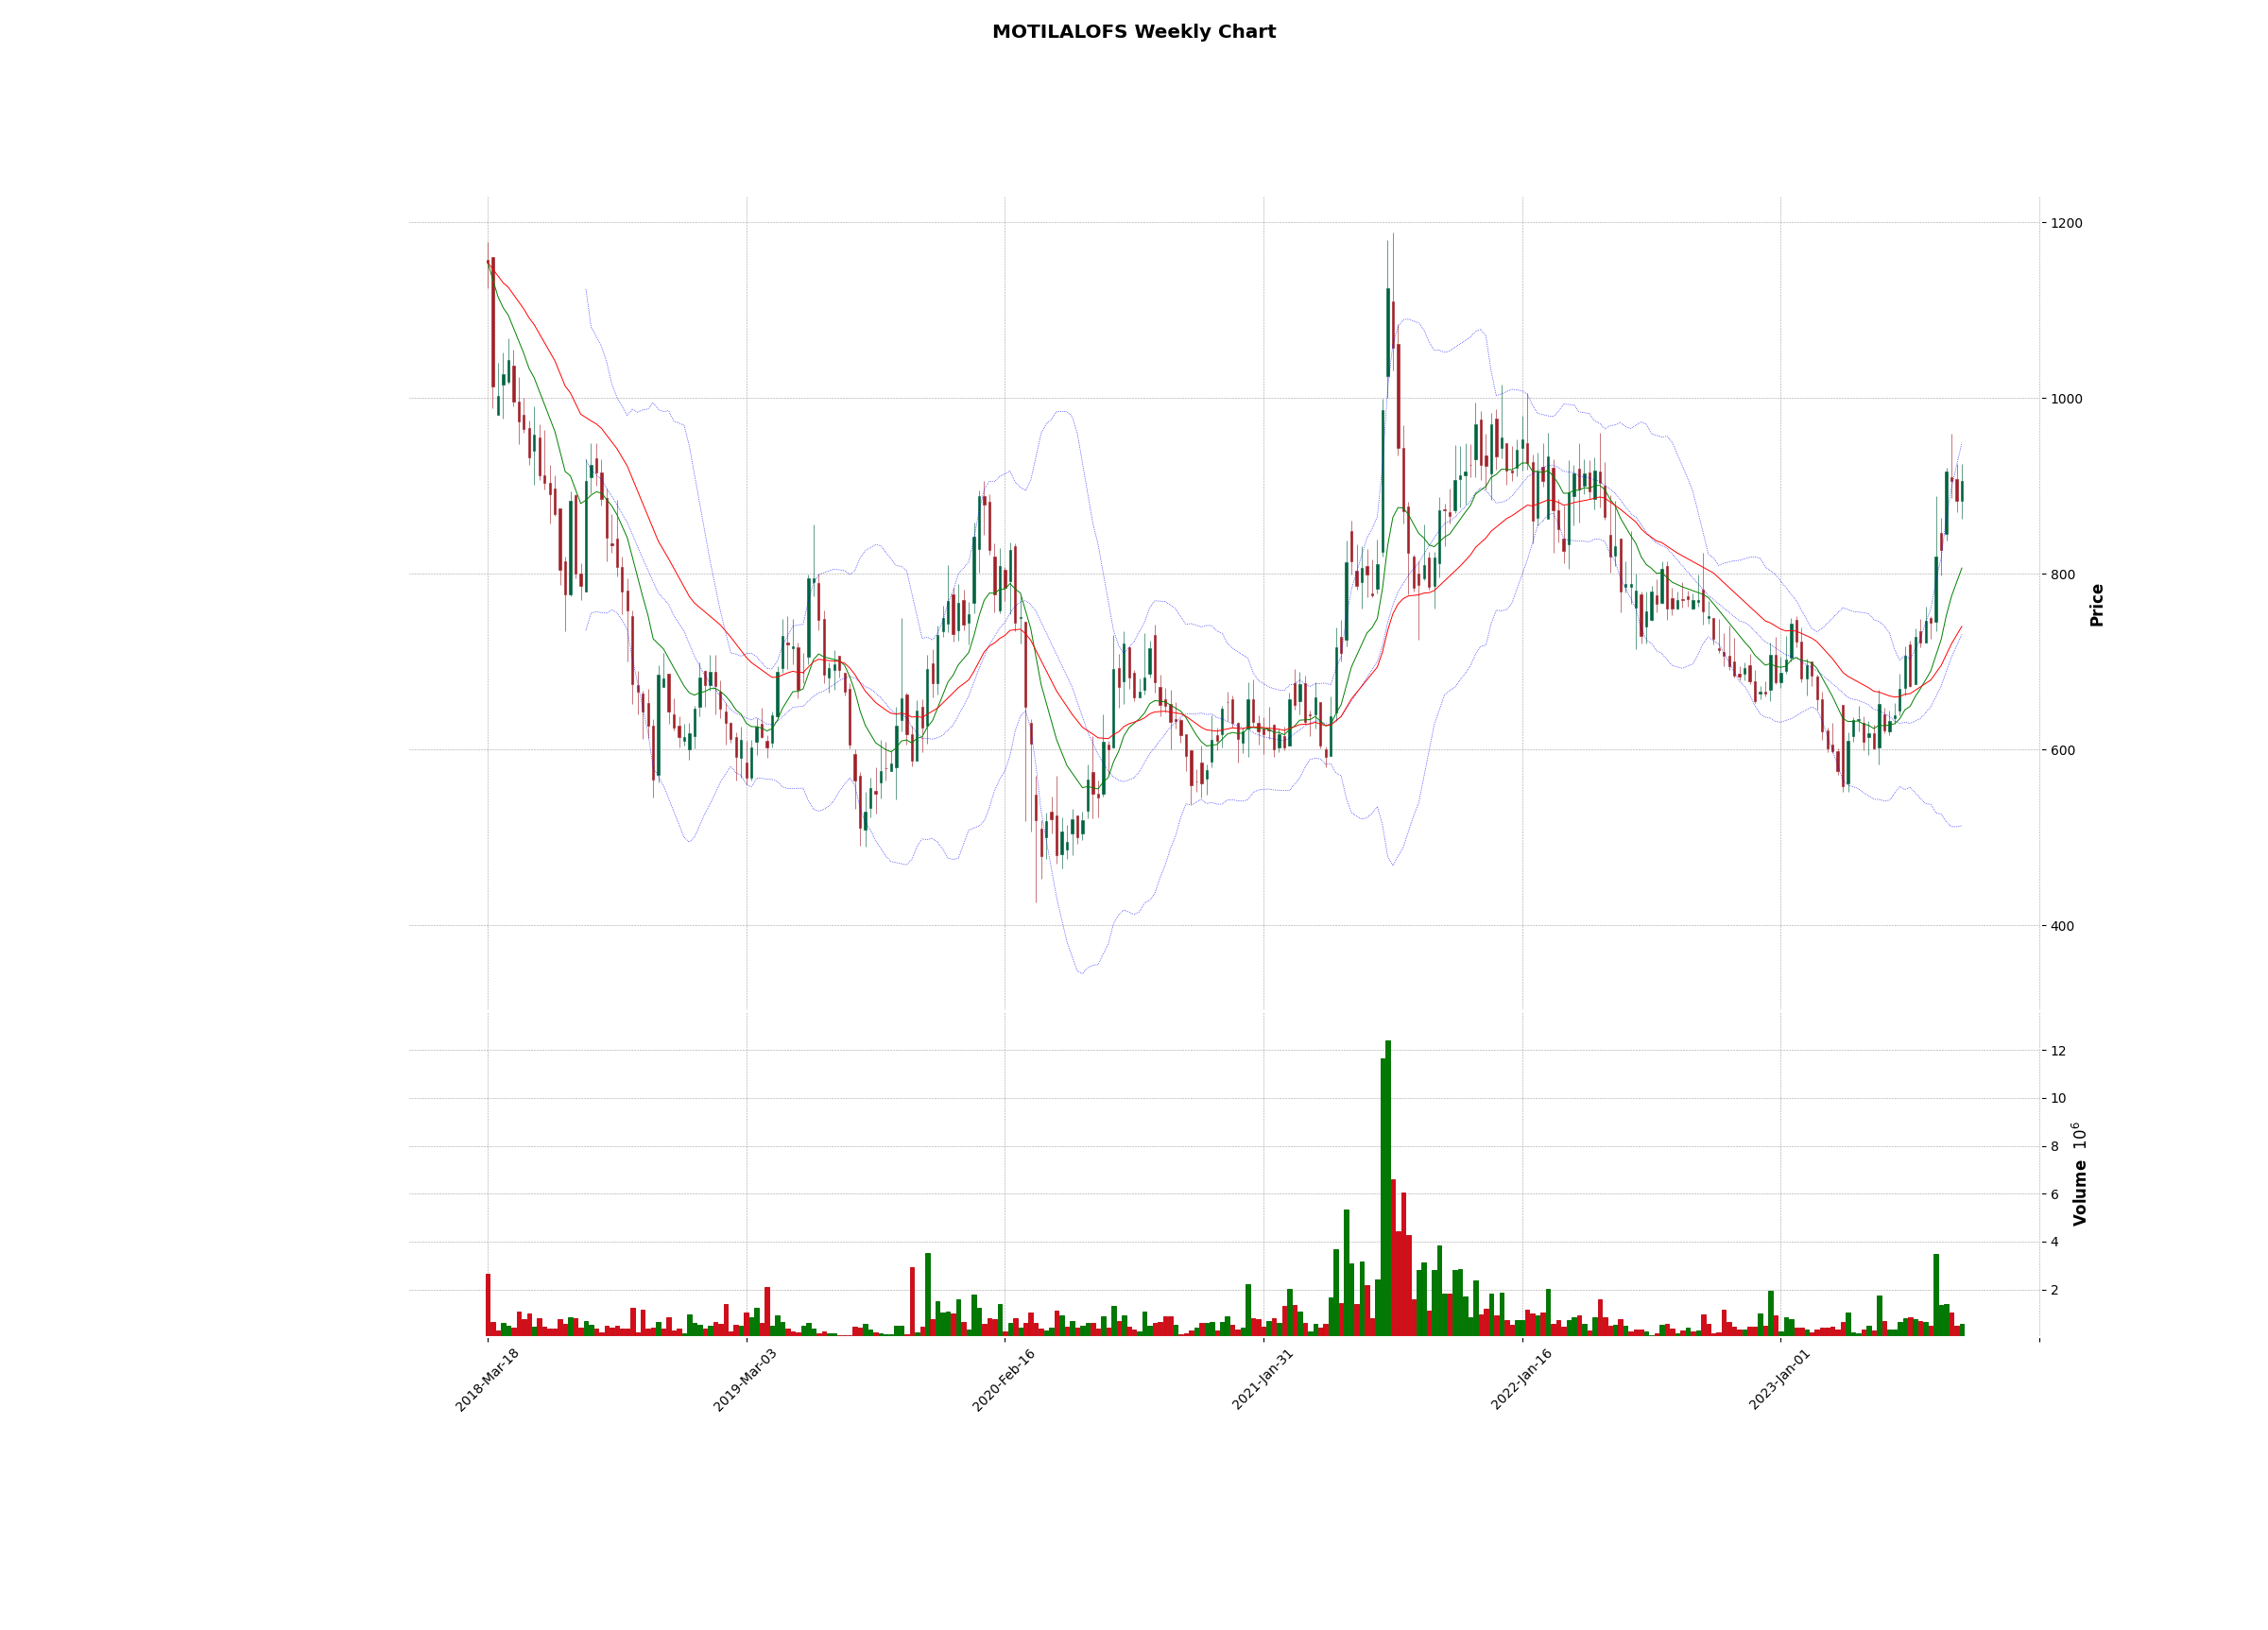 MOTILALOFS Weekly Chart
1200
1000
800
600
400
Price
12
10
8
6
4
2
Volume 10^6
2018-Mar-18
2019-Mar-03
2020-Feb-16
2021-Jan-31
2022-Jan-16
2023-Jan-01